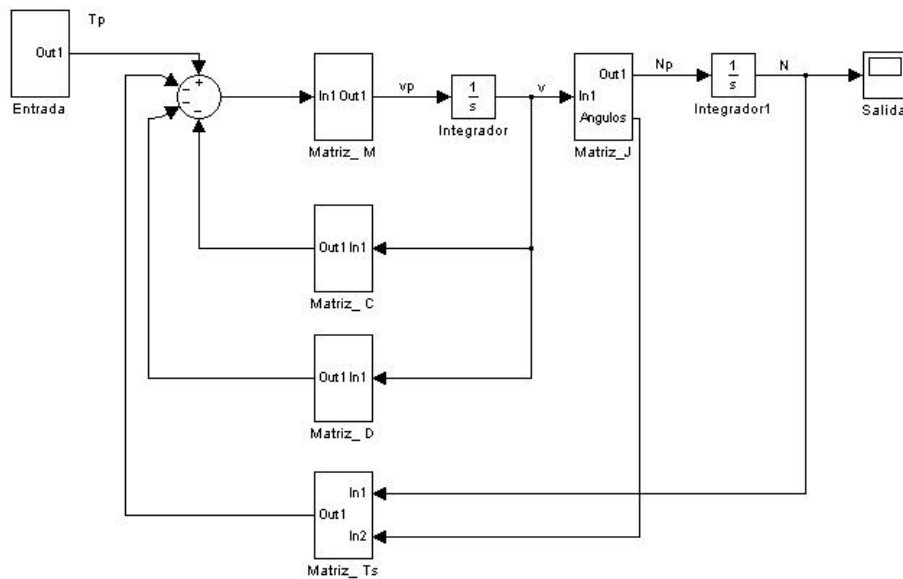 Tp
Out1
Entrada
+
−
−
−
In1 Out1
Matriz_ M
vp
1
s
Integrador
v
Out1
In1
Angulos
Matriz_J
Np
1
s
Integrador1
N
Salida
Out1 In1
Matriz_ C
Out1 In1
Matriz_ D
In1
Out1
In2
Matriz_ Ts